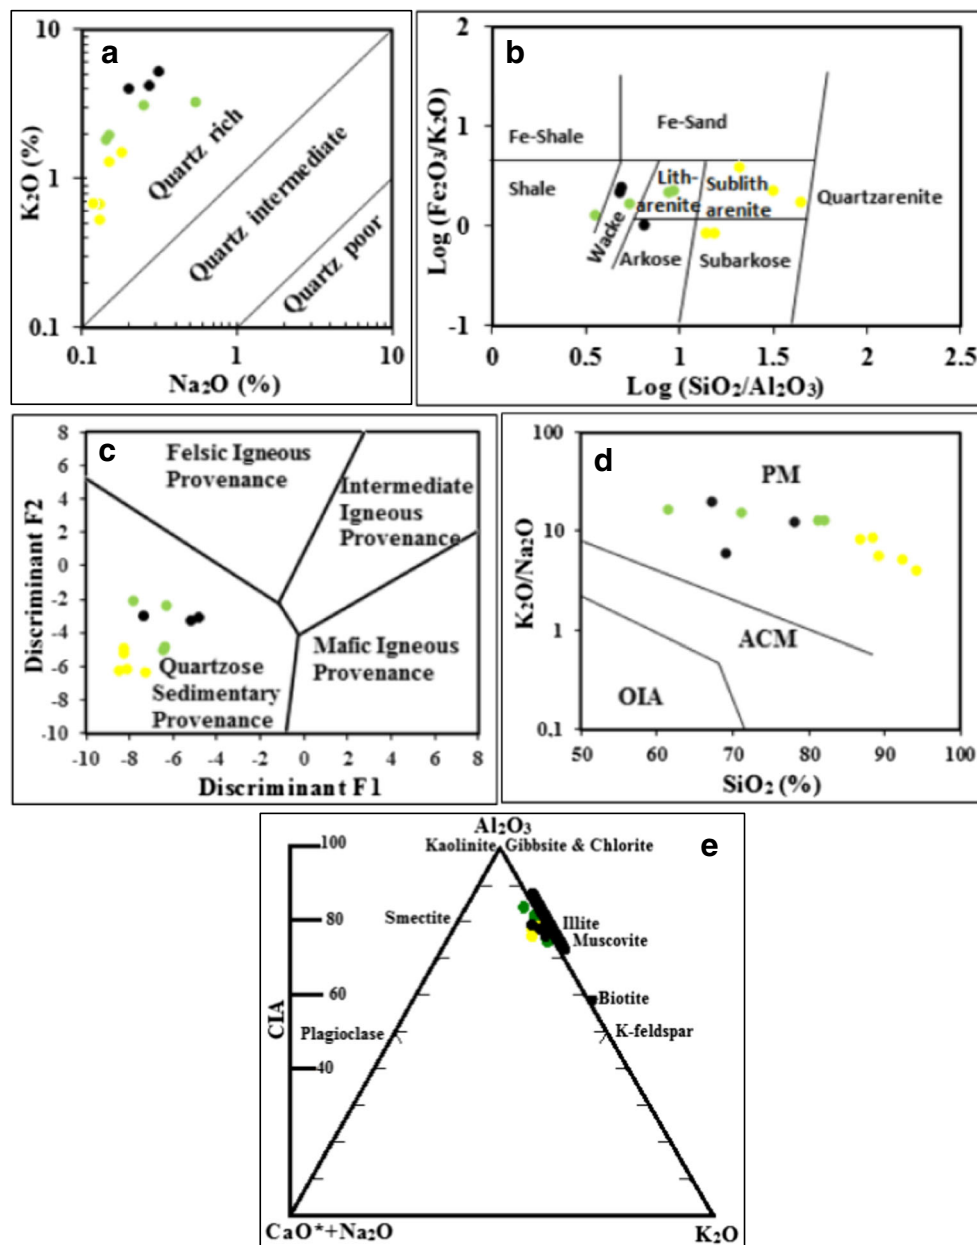 a
10
1
0.1
K₂O (%)
Quartz rich
Quartz intermediate
Quartz poor
0.1
1
10
Na₂O (%)
b
2
1
0
-1
Log (Fe₂O₃/K₂O)
Fe-Shale
Fe-Sand
Shale
Wacke
Lith-
arenite
Sublith
arenite
Quartzarenite
Arkose
Subarkose
0
0.5
1
1.5
2
2.5
Log (SiO₂/Al₂O₃)
c
8
6
4
2
0
-2
-4
-6
-8
-10
Discriminant F2
Felsic Igneous
Provenance
Intermediate
Igneous
Provenance
Quartzose
Sedimentary
Provenance
Mafic Igneous
Provenance
-10
-8
-6
-4
-2
0
2
4
6
8
Discriminant F1
d
100
10
1
0.1
K₂O/Na₂O
PM
ACM
OIA
50
60
70
80
90
100
SiO₂ (%)
e
Al₂O₃
Kaolinite Gibbsite & Chlorite
100
80
60
40
CIA
Smectite
Illite
Muscovite
Biotite
Plagioclase
K-feldspar
CaO*+Na₂O
K₂O